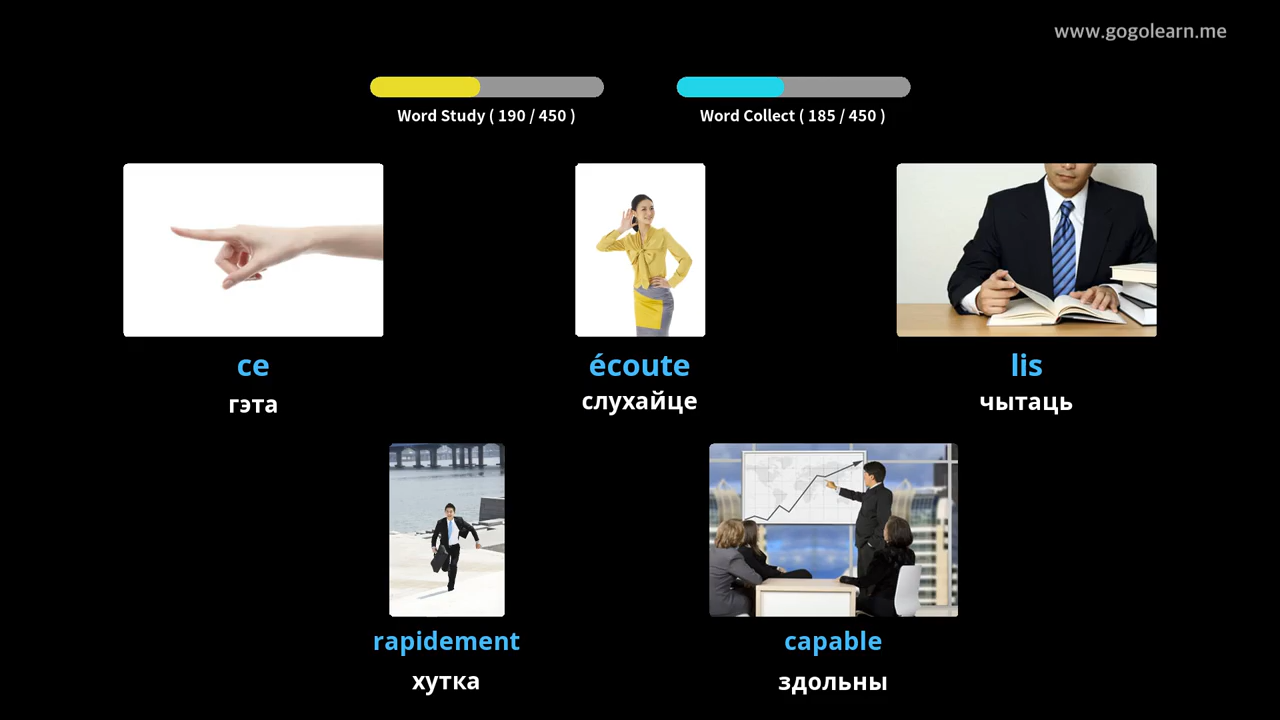 www.gogolearn.me
Word Study ( 190 / 450 )
Word Collect ( 185 / 450 )
ce
гэта
écoute
слухайце
lis
чытаць
rapidement
хутка
capable
здольны